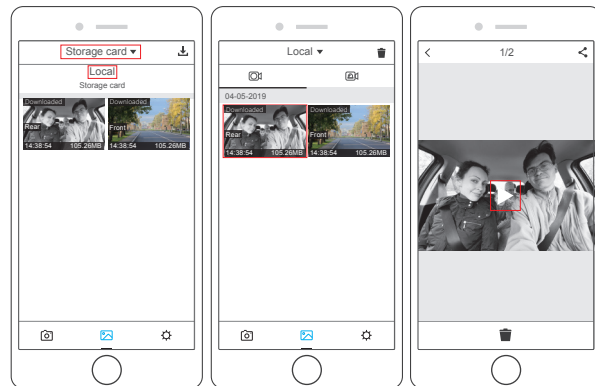 Storage card ▼
Local
Storage card
Downloaded
Rear
14:38:54 105.26MB
Downloaded
Front
14:38:54 105.26MB
Local ▼
04-05-2019
Downloaded
Rear
14:38:54 105.26MB
Downloaded
Front
14:38:54 105.26MB
1/2